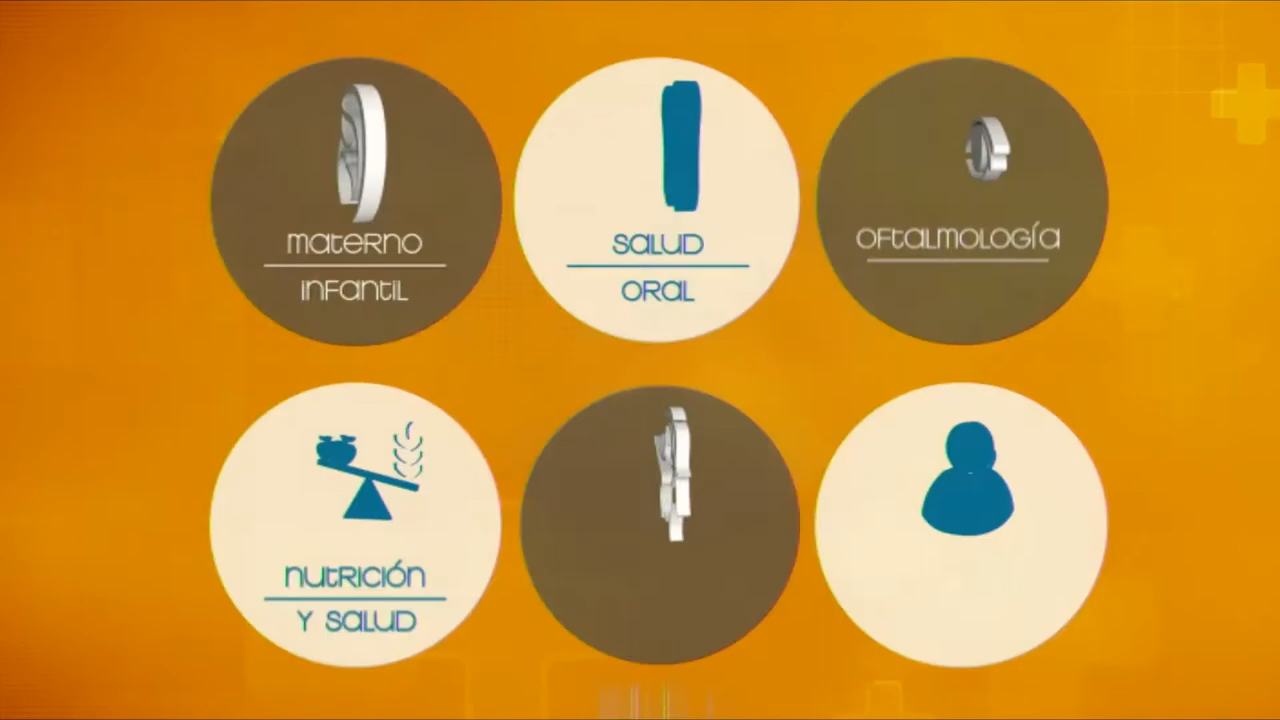 materno
infantil
salud
oral
oftalmología
nutrición
y salud